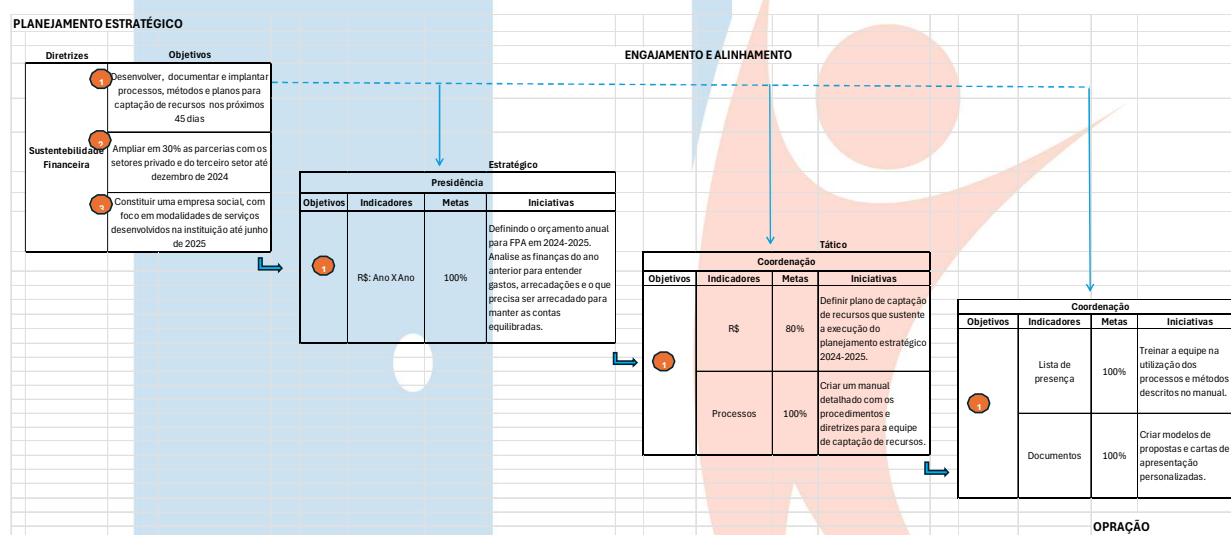 PLANEJAMENTO ESTRATÉGICO
Diretrizes
Objetivos
ENGAJAMENTO E ALINHAMENTO
Sustentebilidade
Financeira
1
Desenvolver, documentar e implantar
processos, métodos e planos para
captação de recursos nos próximos
45 dias
2
Ampliar em 30% as parcerias com os
setores privado e do terceiro setor até
dezembro de 2024
3
Constituir uma empresa social, com
foco em modalidades de serviços
desenvolvidos na instituição até junho
de 2025
Estratégico
Presidência
Objetivos
Indicadores
Metas
Iniciativas
1
R$: Ano X Ano
100%
Definindo o orçamento anual
para FPA em 2024-2025.
Analise as finanças do ano
anterior para entender
gastos, arrecadações e o que
precisa ser arrecadado para
manter as contas
equilibradas.
Tático
Coordenação
Objetivos
Indicadores
Metas
Iniciativas
1
R$
80%
Definir plano de captação
de recursos que sustente
a execução do
planejamento estratégico
2024-2025.
Processos
100%
Criar um manual
detalhado com os
procedimentos e
diretrizes para a equipe
de captação de recursos.
Coordenação
Objetivos
Indicadores
Metas
Iniciativas
1
Lista de
presença
100%
Treinar a equipe na
utilização dos
processos e métodos
descritos no manual.
Documentos
100%
Criar modelos de
propostas e cartas de
apresentação
personalizadas.
OPRAÇÃO